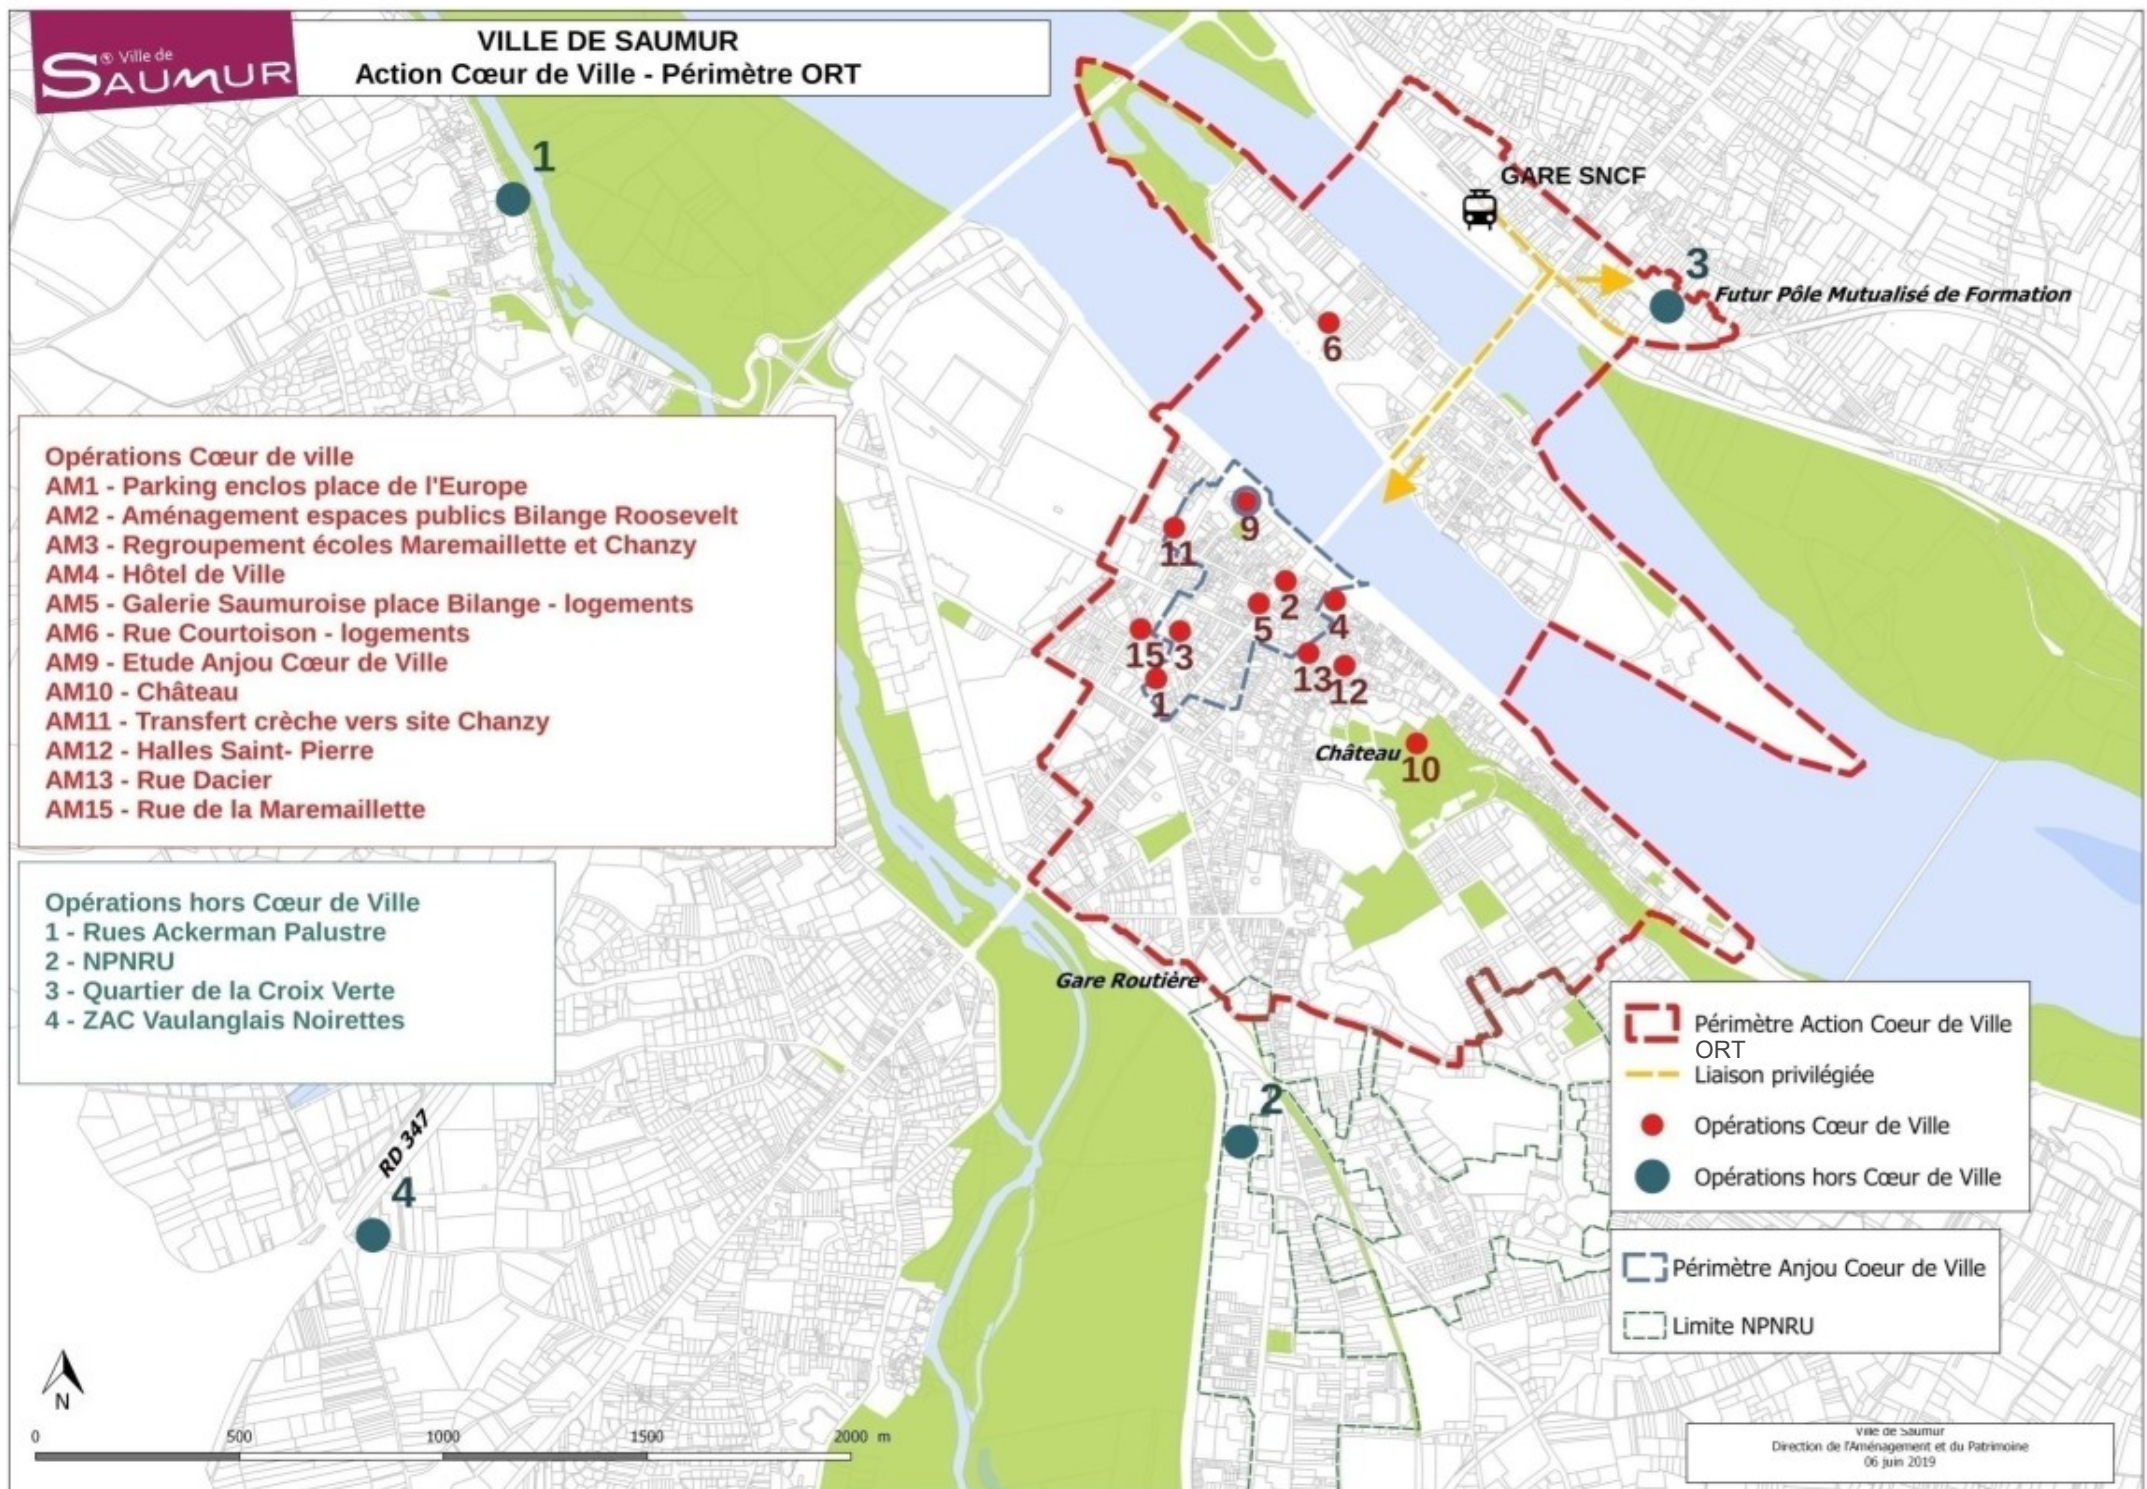 Ville de
SAUMUR
VILLE DE SAUMUR
Action Cœur de Ville - Périmètre ORT
1
GARE SNCF
3
Futur Pôle Mutualisé de Formation
6
Opérations Cœur de ville
AM1 - Parking enclos place de l'Europe
AM2 - Aménagement espaces publics Bilange Roosevelt
AM3 - Regroupement écoles Maremaillette et Chanzy
AM4 - Hôtel de Ville
AM5 - Galerie Saumuroise place Bilange - logements
AM6 - Rue Courtoison - logements
AM9 - Etude Anjou Cœur de Ville
AM10 - Château
AM11 - Transfert crèche vers site Chanzy
AM12 - Halles Saint- Pierre
AM13 - Rue Dacier
AM15 - Rue de la Maremaillette
9
11
2
5
4
15
3
13
12
1
Château
10
Opérations hors Cœur de Ville
1 - Rues Ackerman Palustre
2 - NPNRU
3 - Quartier de la Croix Verte
4 - ZAC Vaulanglais Noirettes
Gare Routière
2
RD 347
4
Périmètre Action Coeur de Ville
ORT
Liaison privilégiée
Opérations Cœur de Ville
Opérations hors Cœur de Ville
Périmètre Anjou Coeur de Ville
Limite NPNRU
N
0 500 1000 1500 2000 m
Ville de Saumur
Direction de l'Aménagement et du Patrimoine
06 juin 2019